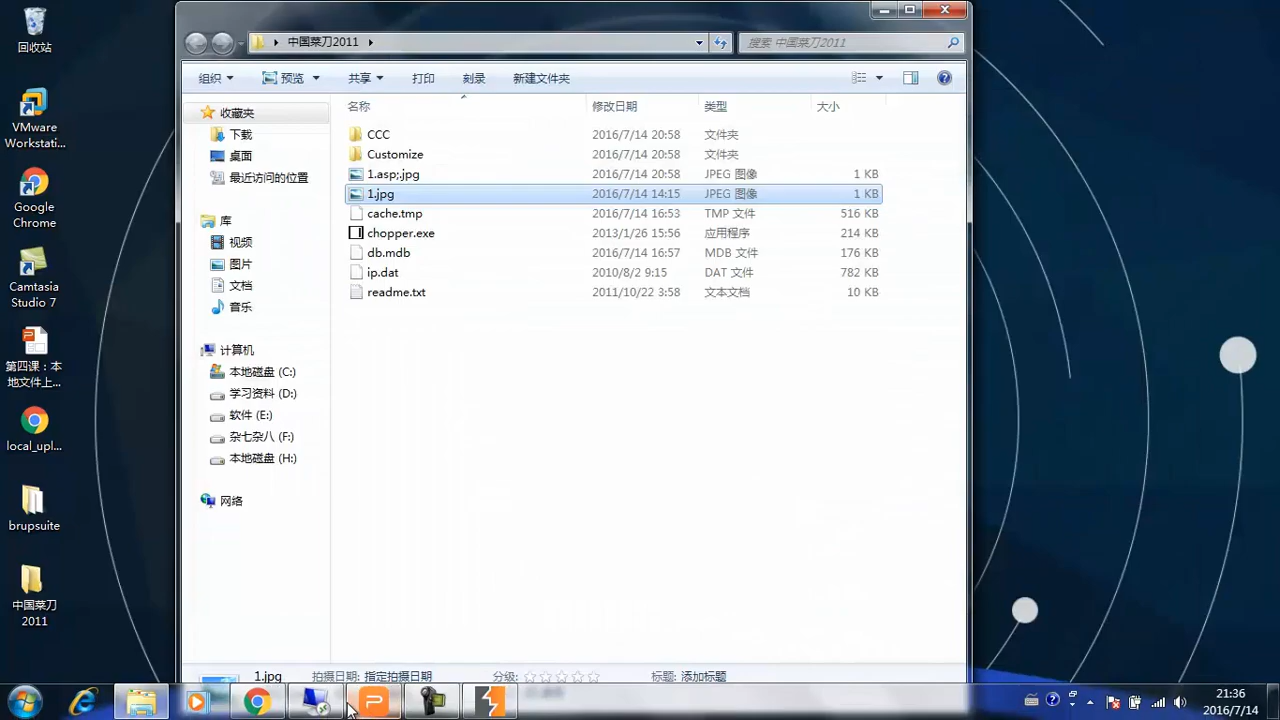 回收站
VMware
Workstati...
Google
Chrome
Camtasia
Studio 7
第四课：本
地文件上...
local_upl...
brupsuite
中国菜刀
2011
中国菜刀2011
搜索 中国菜刀2011
组织
预览
共享
打印
刻录
新建文件夹
收藏夹
下载
桌面
最近访问的位置
库
视频
图片
文档
音乐
计算机
本地磁盘 (C:)
学习资料 (D:)
软件 (E:)
杂七杂八 (F:)
本地磁盘 (H:)
网络
名称 修改日期 类型 大小
CCC 2016/7/14 20:58 文件夹
Customize 2016/7/14 20:58 文件夹
1.asp;.jpg 2016/7/14 20:58 JPEG 图像 1 KB
1.jpg 2016/7/14 14:15 JPEG 图像 1 KB
cache.tmp 2016/7/14 16:53 TMP 文件 516 KB
chopper.exe 2013/1/26 15:56 应用程序 214 KB
db.mdb 2016/7/14 16:57 MDB 文件 176 KB
ip.dat 2010/8/2 9:15 DAT 文件 782 KB
readme.txt 2011/10/22 3:58 文本文档 10 KB
1.jpg 拍摄日期: 指定拍摄日期 分级: 标题: 添加标题
21:36
2016/7/14